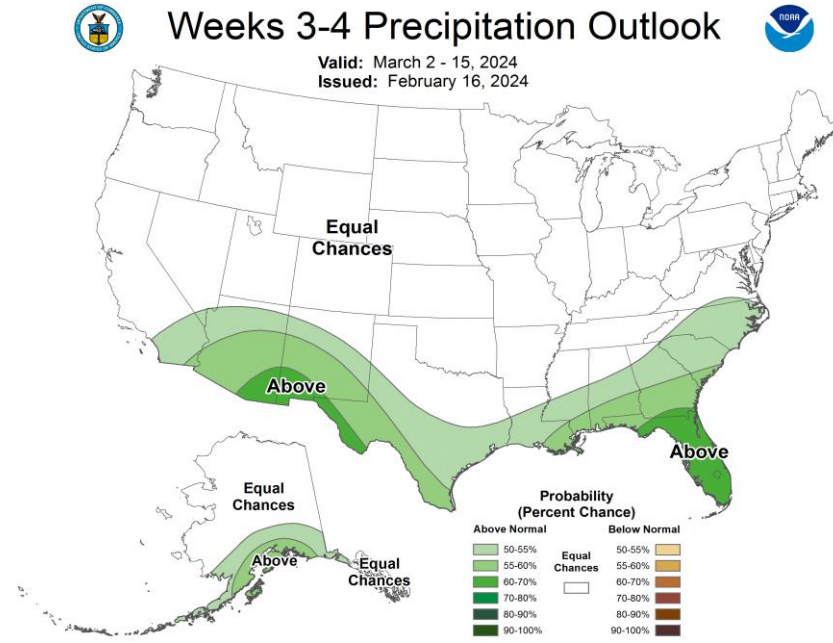 Weeks 3-4 Precipitation Outlook
NOAA
Valid: March 2 - 15, 2024
Issued: February 16, 2024
Equal
Chances
Above
Above
Equal
Chances
Above
Equal
Chances
Probability
(Percent Chance)
Above Normal
Below Normal
50-55%
55-60%
60-70%
70-80%
80-90%
90-100%
Equal
Chances
50-55%
55-60%
60-70%
70-80%
80-90%
90-100%